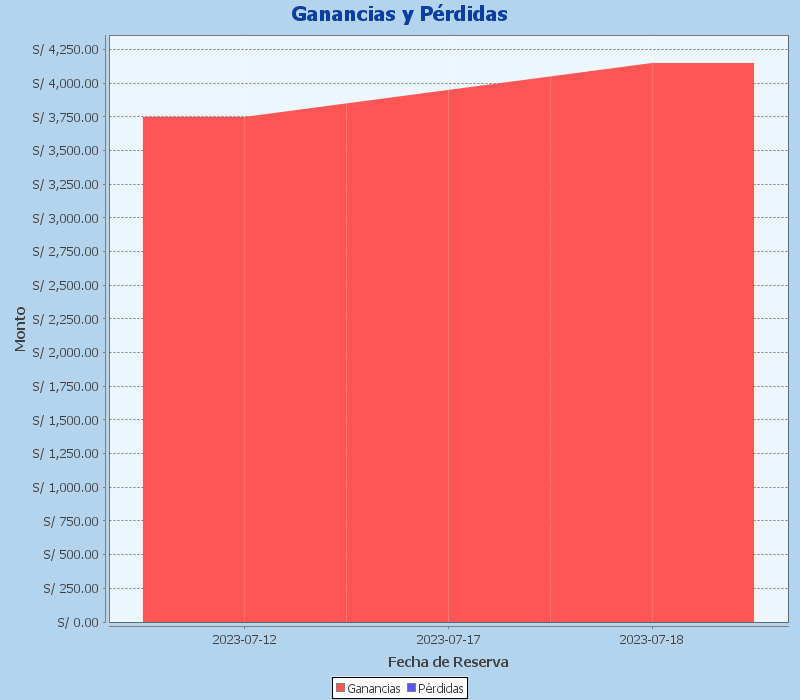 Ganancias y Pérdidas
S/ 4,250.00
S/ 4,000.00
S/ 3,750.00
S/ 3,500.00
S/ 3,250.00
S/ 3,000.00
S/ 2,750.00
S/ 2,500.00
S/ 2,250.00
S/ 2,000.00
S/ 1,750.00
S/ 1,500.00
S/ 1,250.00
S/ 1,000.00
S/ 750.00
S/ 500.00
S/ 250.00
S/ 0.00
Monto
2023-07-12 2023-07-17 2023-07-18
Fecha de Reserva
Ganancias Pérdidas